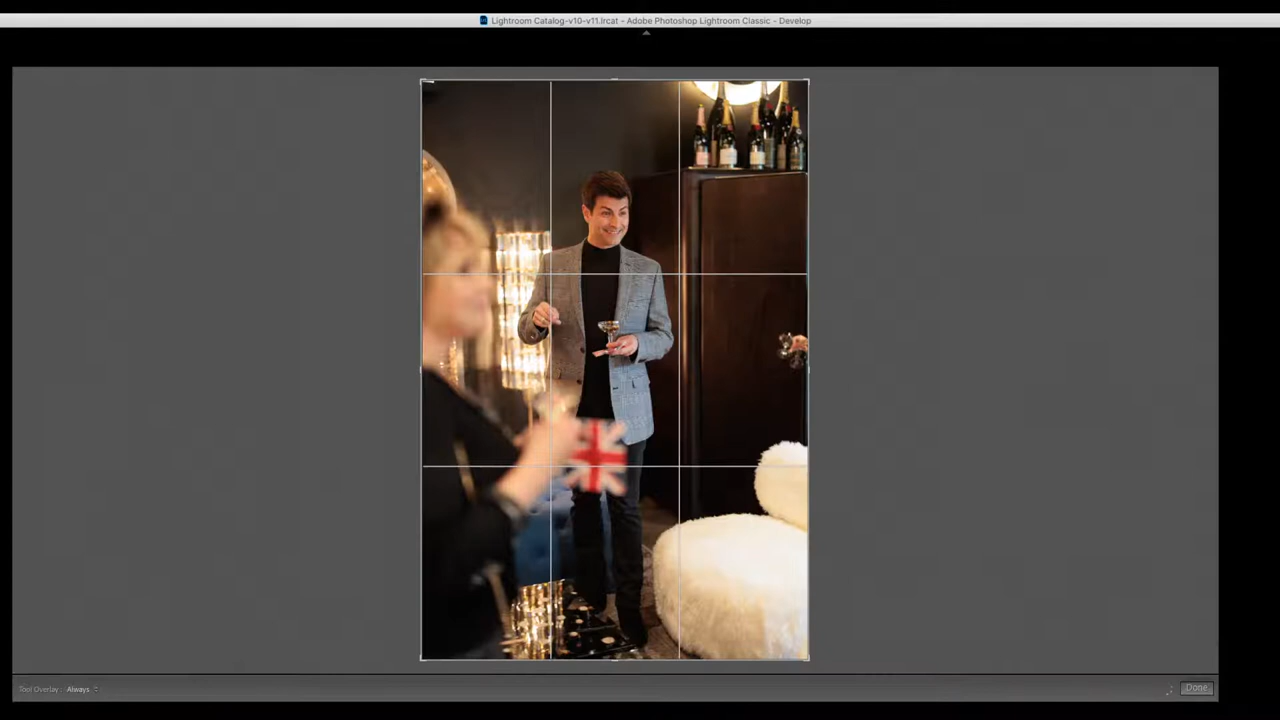 Lightroom Catalog-v10-v11.lrcat - Adobe Photoshop Lightroom Classic - Develop
Tool Overlay: Always
Done